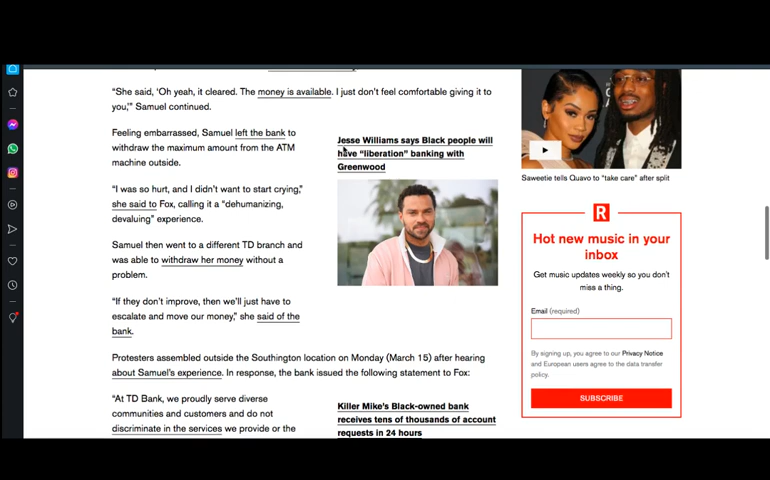 “She said, ‘Oh yeah, it cleared. The money is available. I just don’t feel comfortable giving it to
you,’” Samuel continued.
Feeling embarrassed, Samuel left the bank to
withdraw the maximum amount from the ATM
machine outside.
“I was so hurt, and I didn’t want to start crying,”
she said to Fox, calling it a “dehumanizing,
devaluing” experience.
Samuel then went to a different TD branch and
was able to withdraw her money without a
problem.
“If they don’t improve, then we’ll just have to
escalate and move our money,” she said of the
bank.
Jesse Williams says Black people will
have “liberation” banking with
Greenwood
Protesters assembled outside the Southington location on Monday (March 15) after hearing
about Samuel’s experience. In response, the bank issued the following statement to Fox:
“At TD Bank, we proudly serve diverse
communities and customers and do not
discriminate in the services we provide or the
Killer Mike’s Black-owned bank
receives tens of thousands of account
requests in 24 hours
Saweetie tells Quavo to “take care” after split
R
Hot new music in your
inbox
Get music updates weekly so you don’t
miss a thing.
Email (required)
By signing up, you agree to our Privacy Notice
and European users agree to the data transfer
policy.
SUBSCRIBE